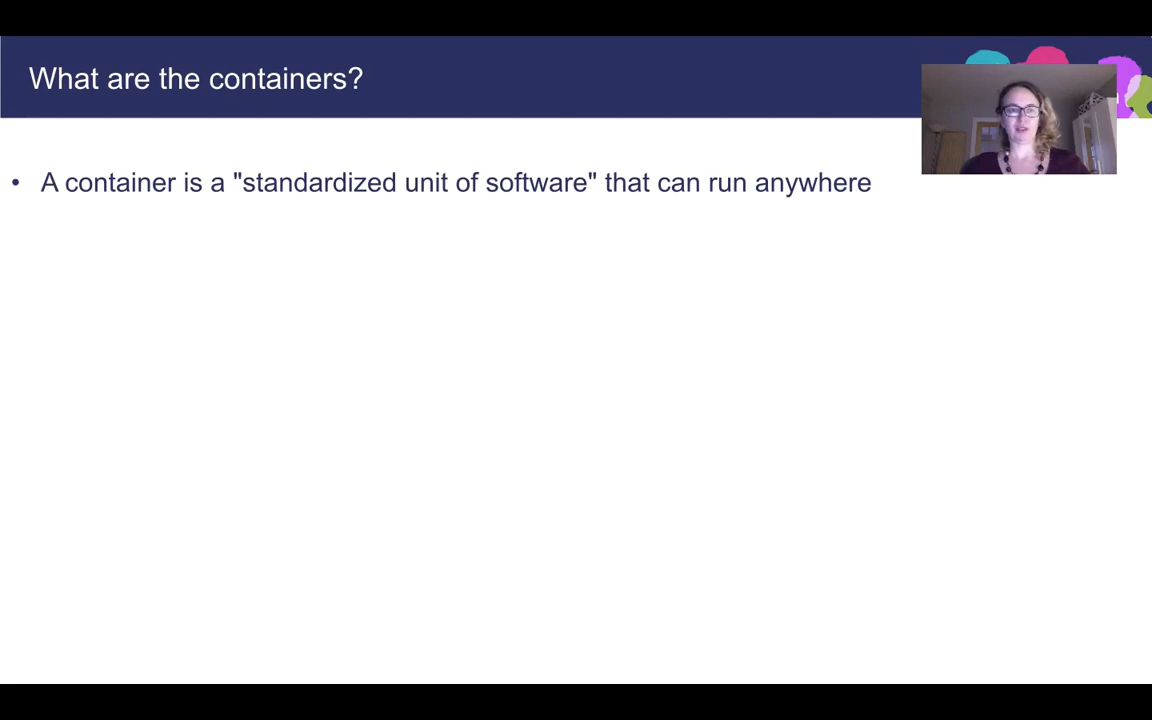 What are the containers?
• A container is a "standardized unit of software" that can run anywhere